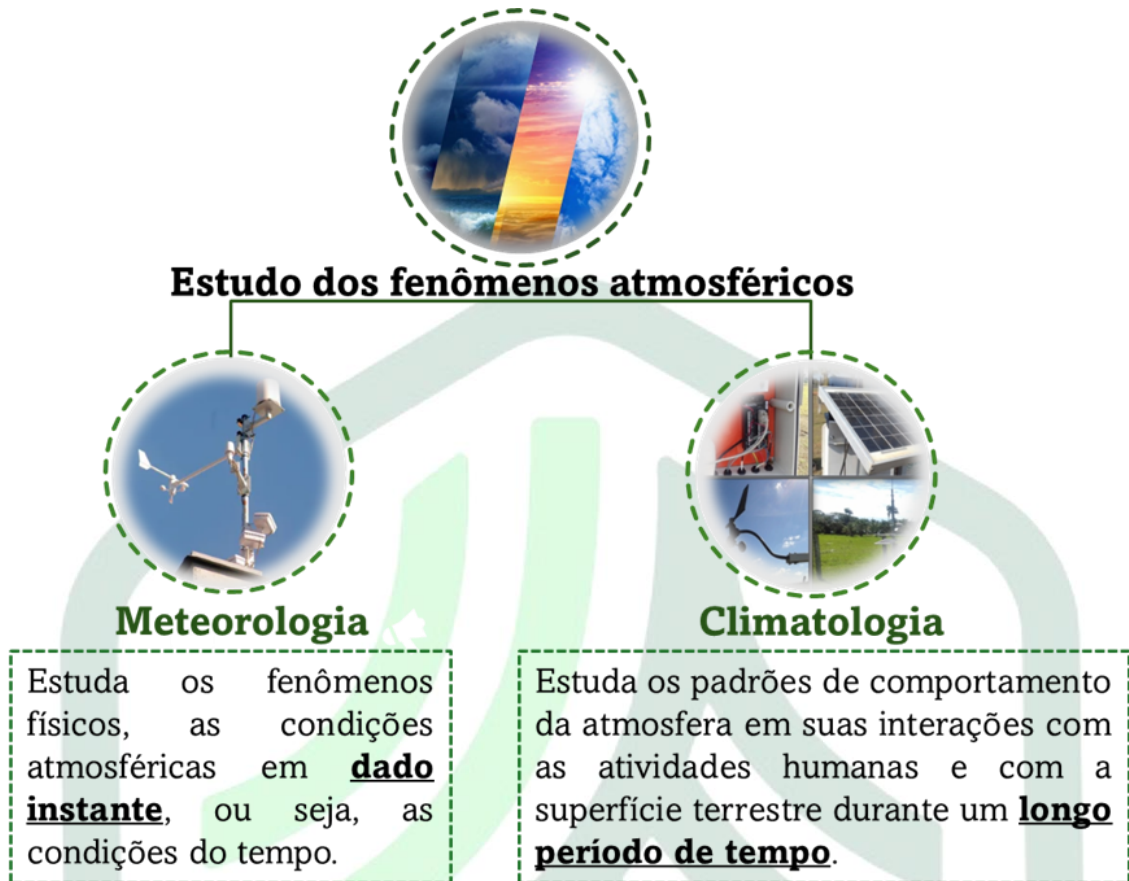 Estudo dos fenômenos atmosféricos
Meteorologia
Estuda os fenômenos
físicos, as condições
atmosféricas em dado
instante, ou seja, as
condições do tempo.
Climatologia
Estuda os padrões de comportamento
da atmosfera em suas interações com
as atividades humanas e com a
superfície terrestre durante um longo
período de tempo.